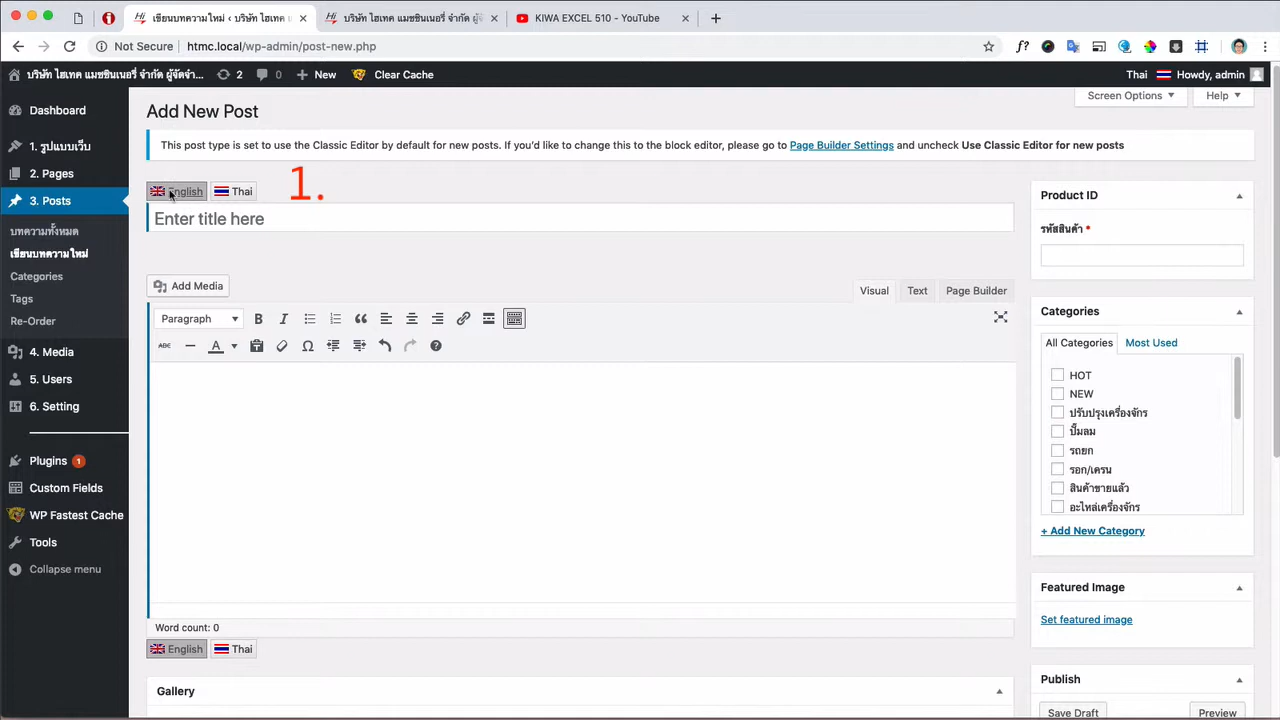 เขียนบทความใหม่ ‹ บริษัท ไฮเทค แ
บริษัท ไฮเทค แมชชินเนอรี่ จำกัด ผู้จั
KIWA EXCEL 510 - YouTube
Not Secure
htmc.local/wp-admin/post-new.php
บริษัท ไฮเทค แมชชินเนอรี่ จำกัด ผู้จัดจำ...
2
0
New
Clear Cache
Thai
Howdy, admin
Dashboard
1. รูปแบบเว็บ
2. Pages
3. Posts
บทความทั้งหมด
เขียนบทความใหม่
Categories
Tags
Re-Order
4. Media
5. Users
6. Setting
Plugins 1
Custom Fields
WP Fastest Cache
Tools
Collapse menu
Screen Options
Help
Add New Post
This post type is set to use the Classic Editor by default for new posts. If you'd like to change this to the block editor, please go to Page Builder Settings and uncheck Use Classic Editor for new posts
English
Thai
1.
Enter title here
Add Media
Visual
Text
Page Builder
Paragraph
B
I
ABC
A
Word count: 0
English
Thai
Gallery
Product ID
รหัสสินค้า *
Categories
All Categories
Most Used
HOT
NEW
ปรับปรุงเครื่องจักร
ปั๊มลม
รถยก
รอก/เครน
สินค้าขายแล้ว
อะไหล่เครื่องจักร
+ Add New Category
Featured Image
Set featured image
Publish
Save Draft
Preview